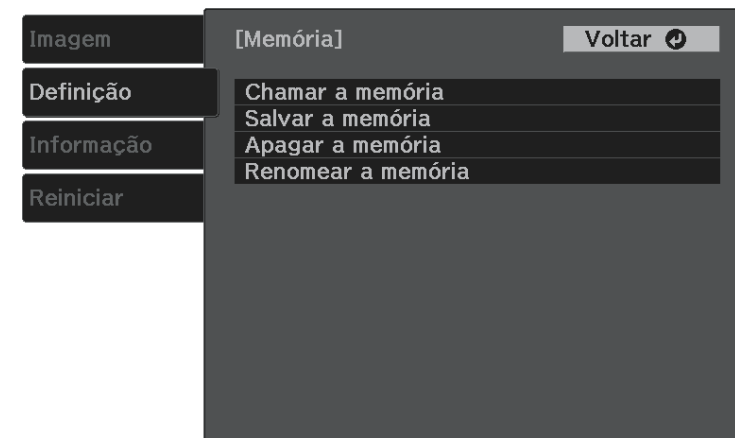 Imagem
Definição
Informação
Reiniciar
[Memória]
Voltar
Chamar a memória
Salvar a memória
Apagar a memória
Renomear a memória